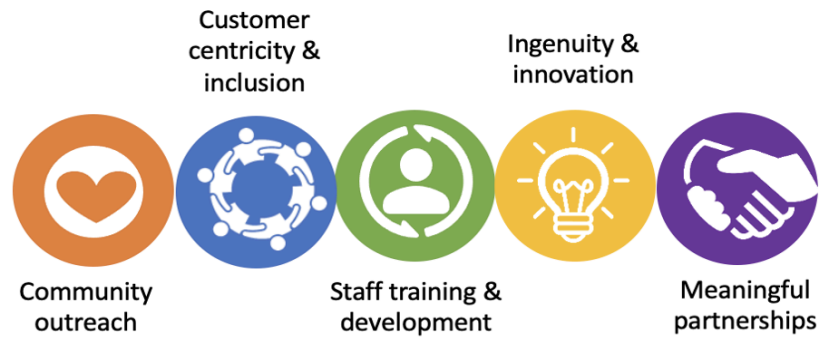 Customer
centricity &
inclusion
Ingenuity &
innovation
Community
outreach
Staff training &
development
Meaningful
partnerships